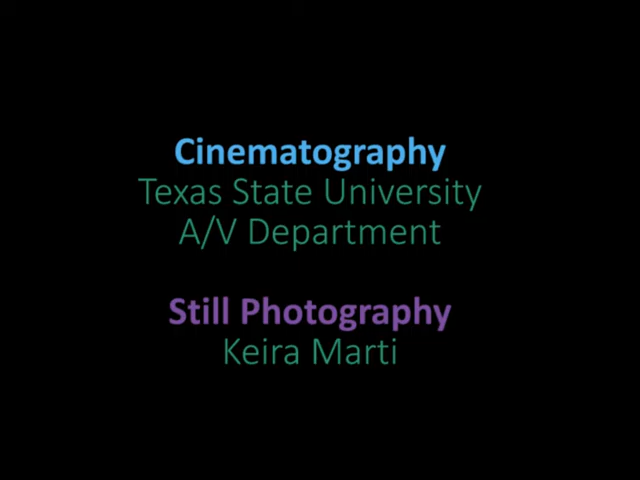 Cinematography
Texas State University
A/V Department
Still Photography
Keira Marti